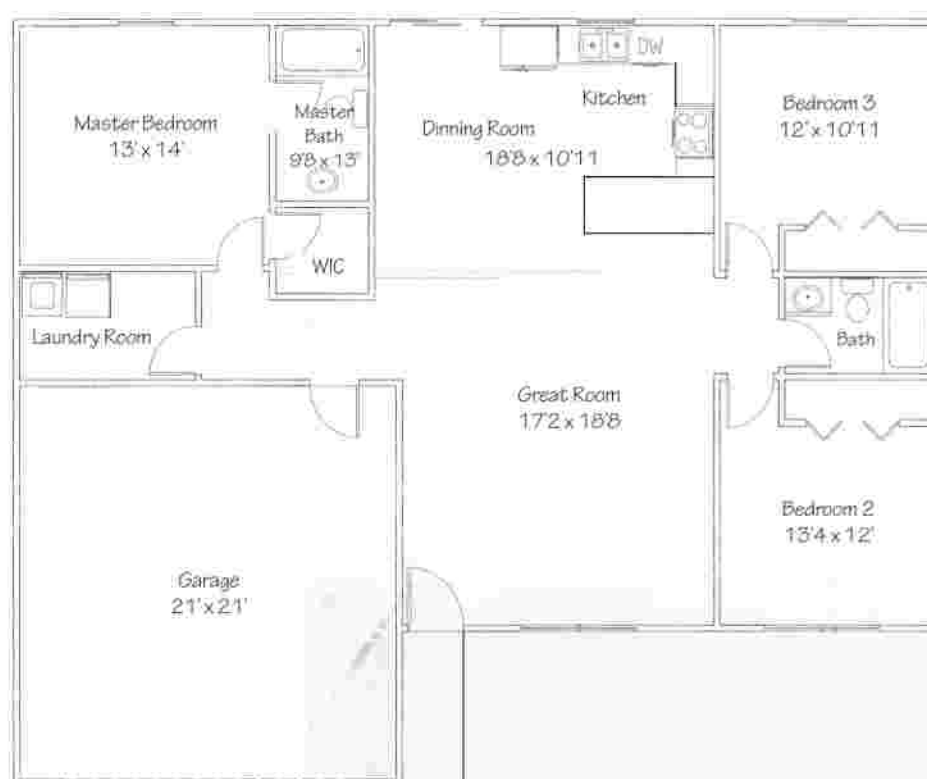 DW
Kitchen
Master Bedroom
13' x 14'
Master
Bath
9'8 x 13'
Dinning Room
18'8 x 10'11
Bedroom 3
12' x 10'11
WIC
Laundry Room
Bath
Great Room
17'2 x 18'8
Bedroom 2
13'4 x 12'
Garage
21' x 21'